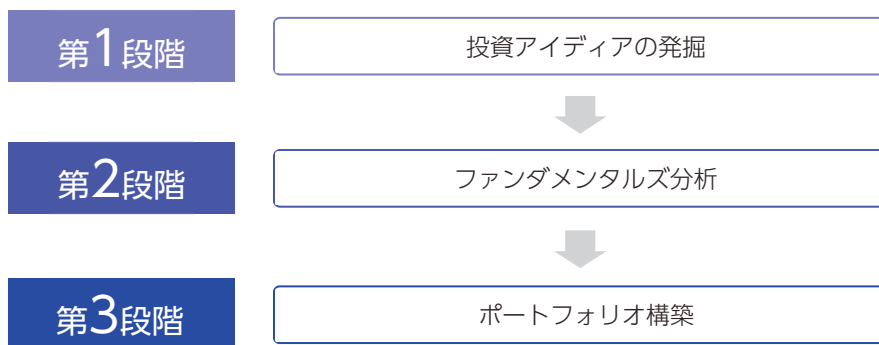 第1段階 投資アイディアの発掘
第2段階 ファンダメンタルズ分析
第3段階 ポートフォリオ構築